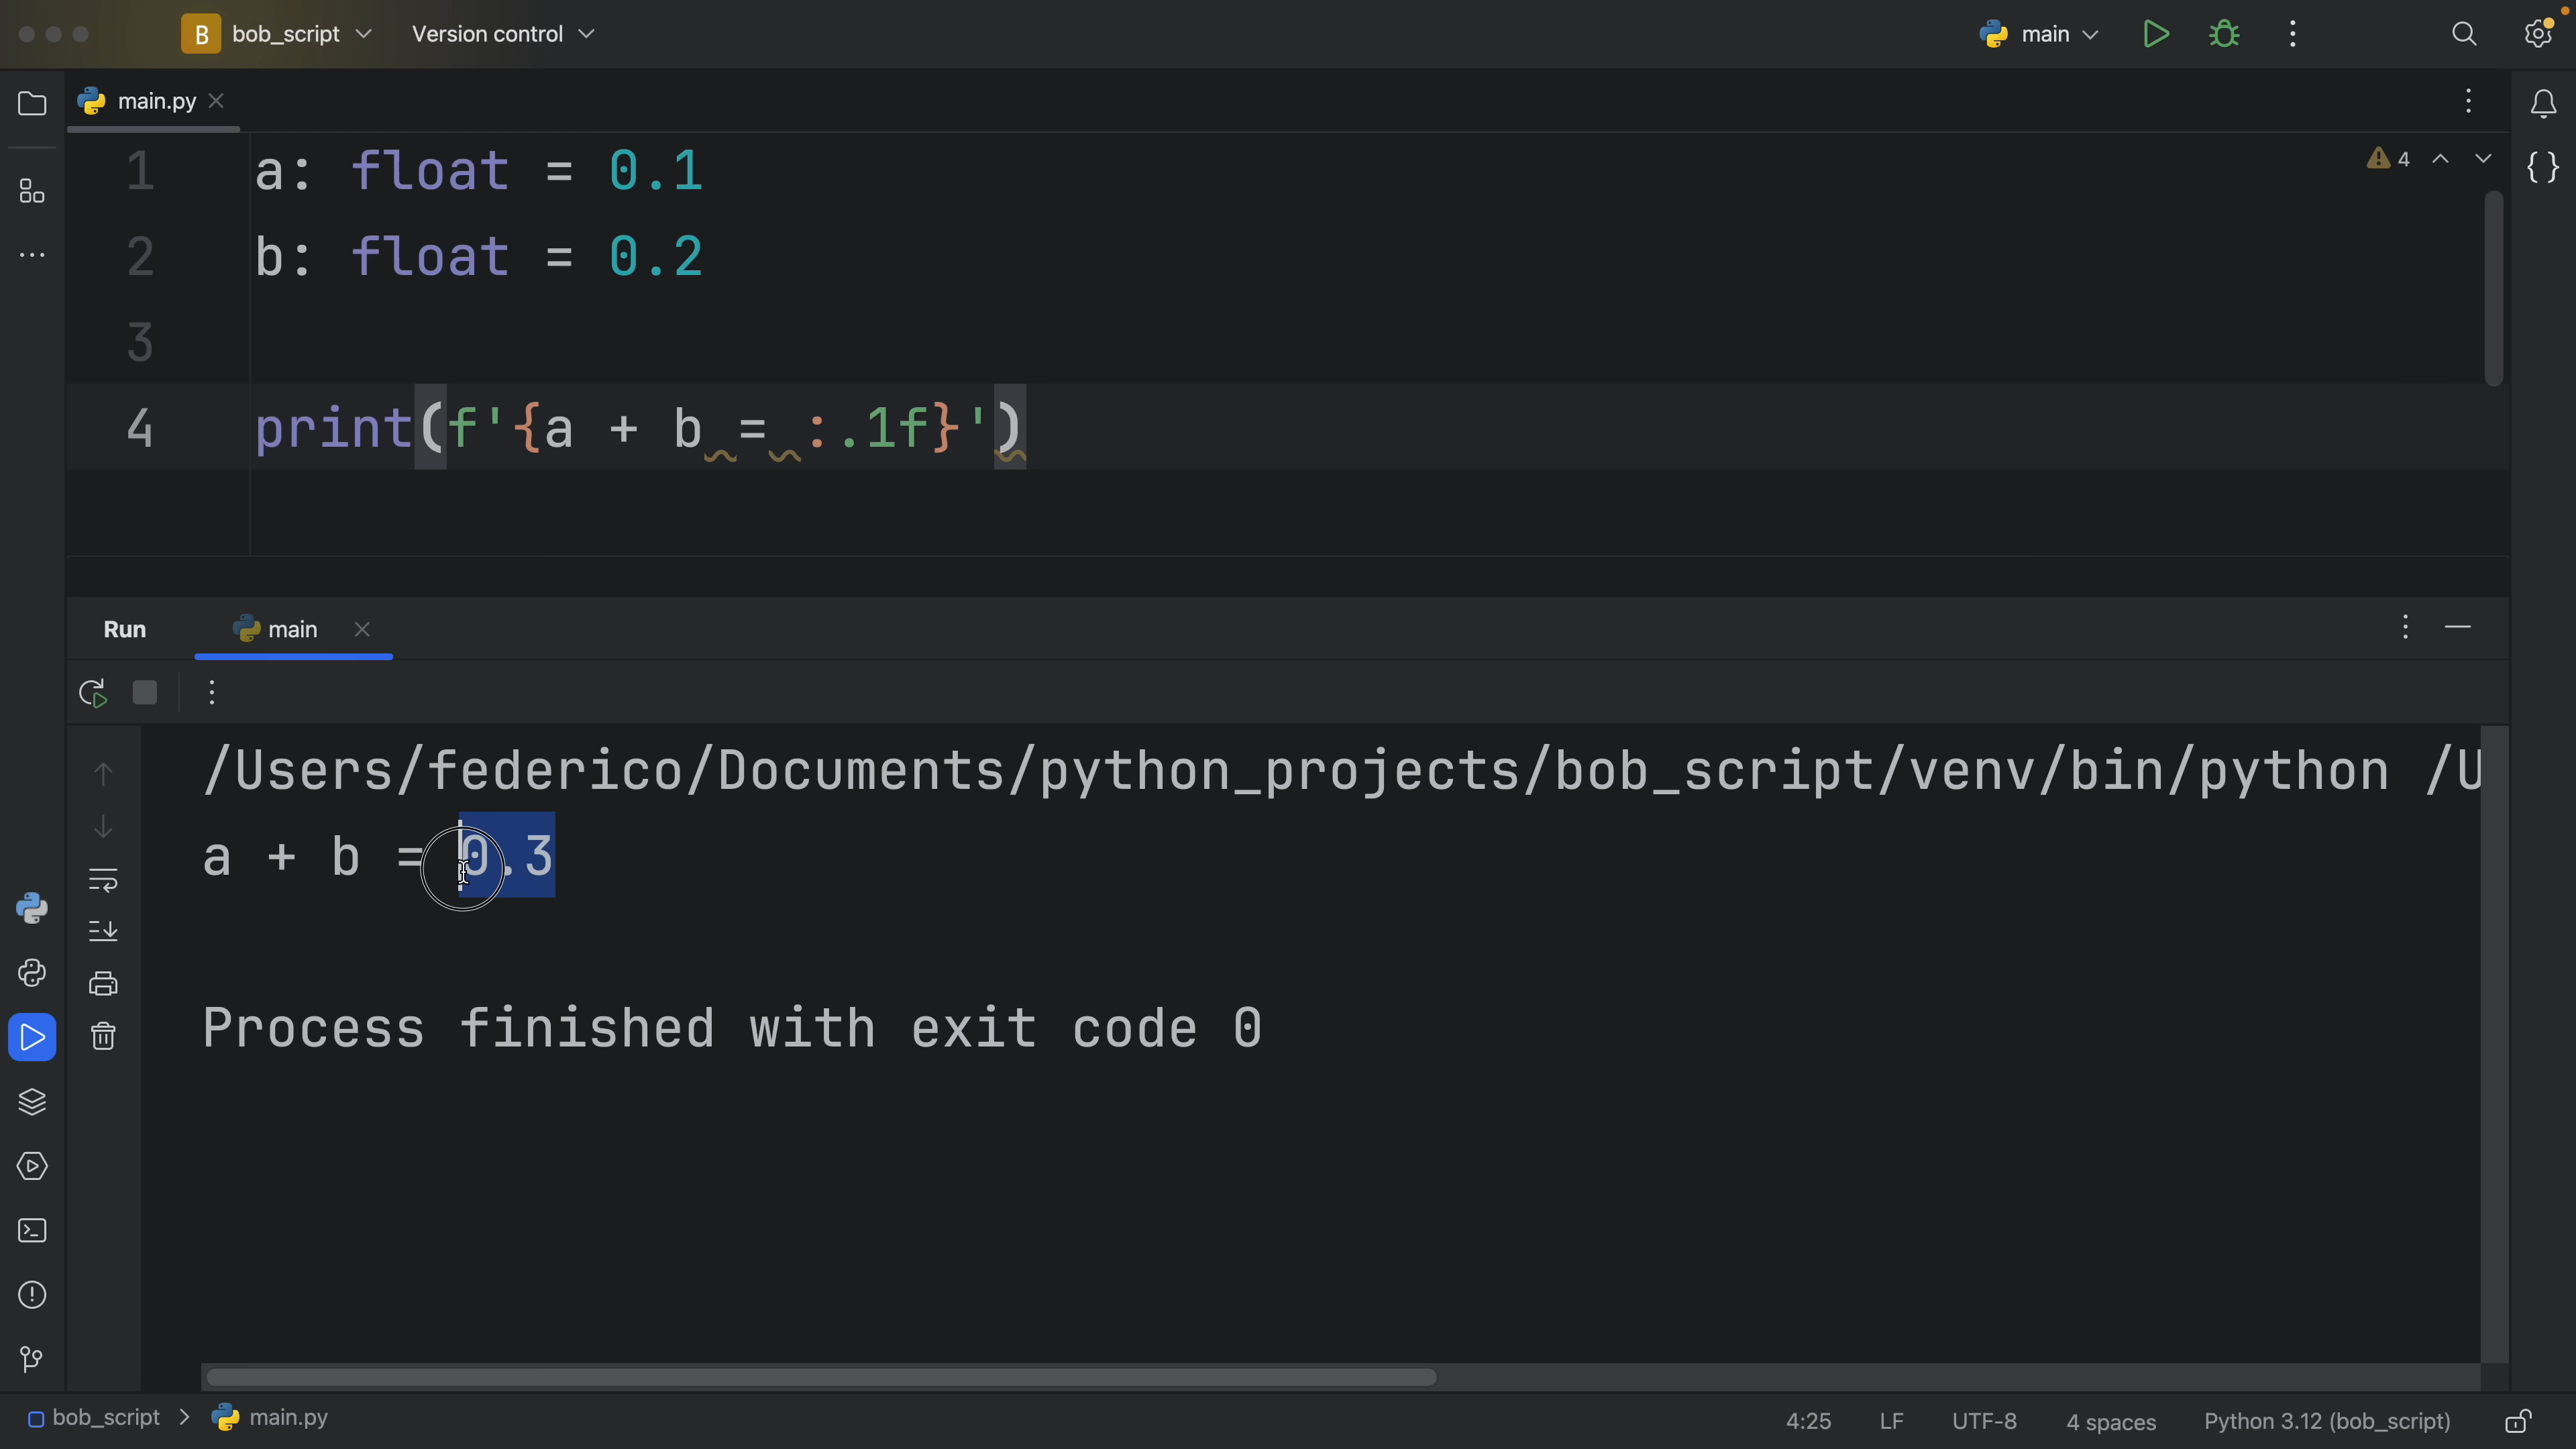 B bob_script Version control main
main.py
4
1 a: float = 0.1
2 b: float = 0.2
3
4 print(f'{a + b = :.1f}')
Run main
/Users/federico/Documents/python_projects/bob_script/venv/bin/python /U
a + b = 0.3
Process finished with exit code 0
bob_script > main.py 4:25 LF UTF-8 4 spaces Python 3.12 (bob_script)